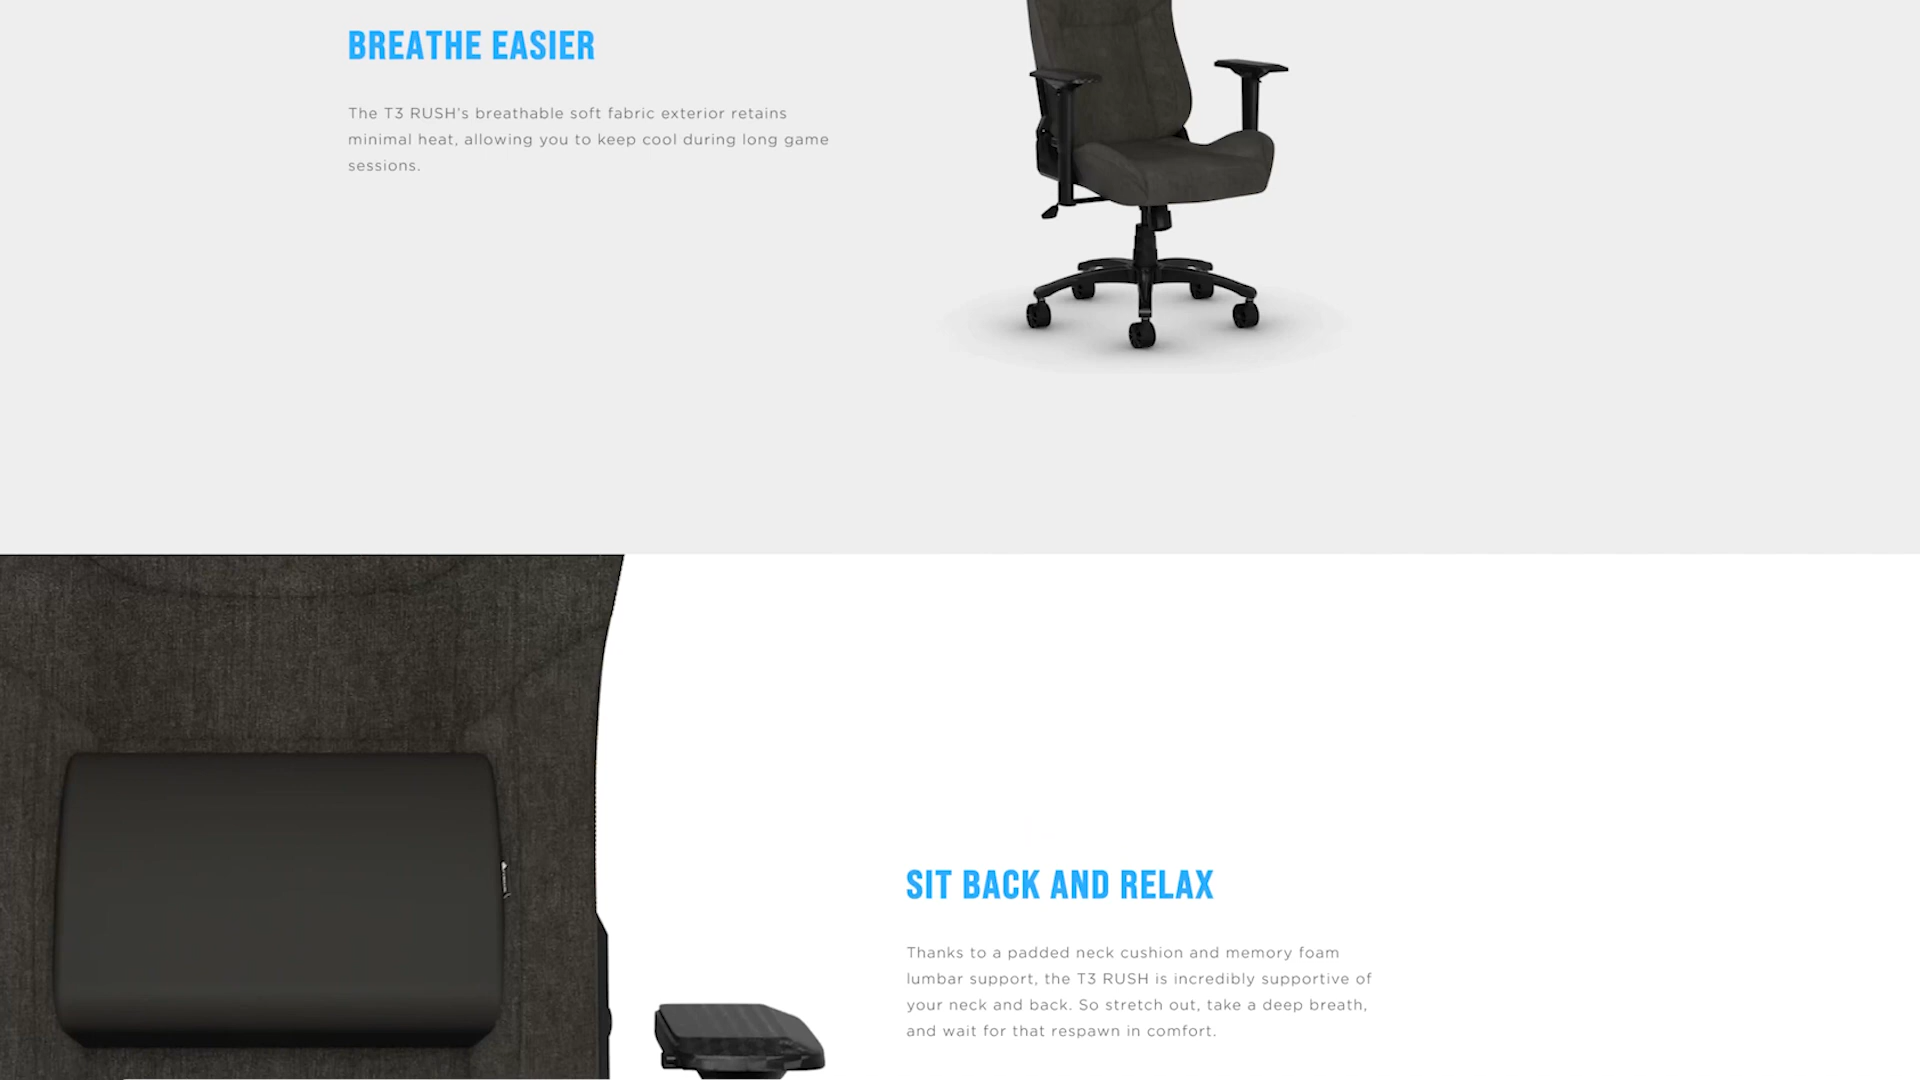 BREATHE EASIER
The T3 RUSH's breathable soft fabric exterior retains
minimal heat, allowing you to keep cool during long game
sessions.
SIT BACK AND RELAX
Thanks to a padded neck cushion and memory foam
lumbar support, the T3 RUSH is incredibly supportive of
your neck and back. So stretch out, take a deep breath,
and wait for that respawn in comfort.